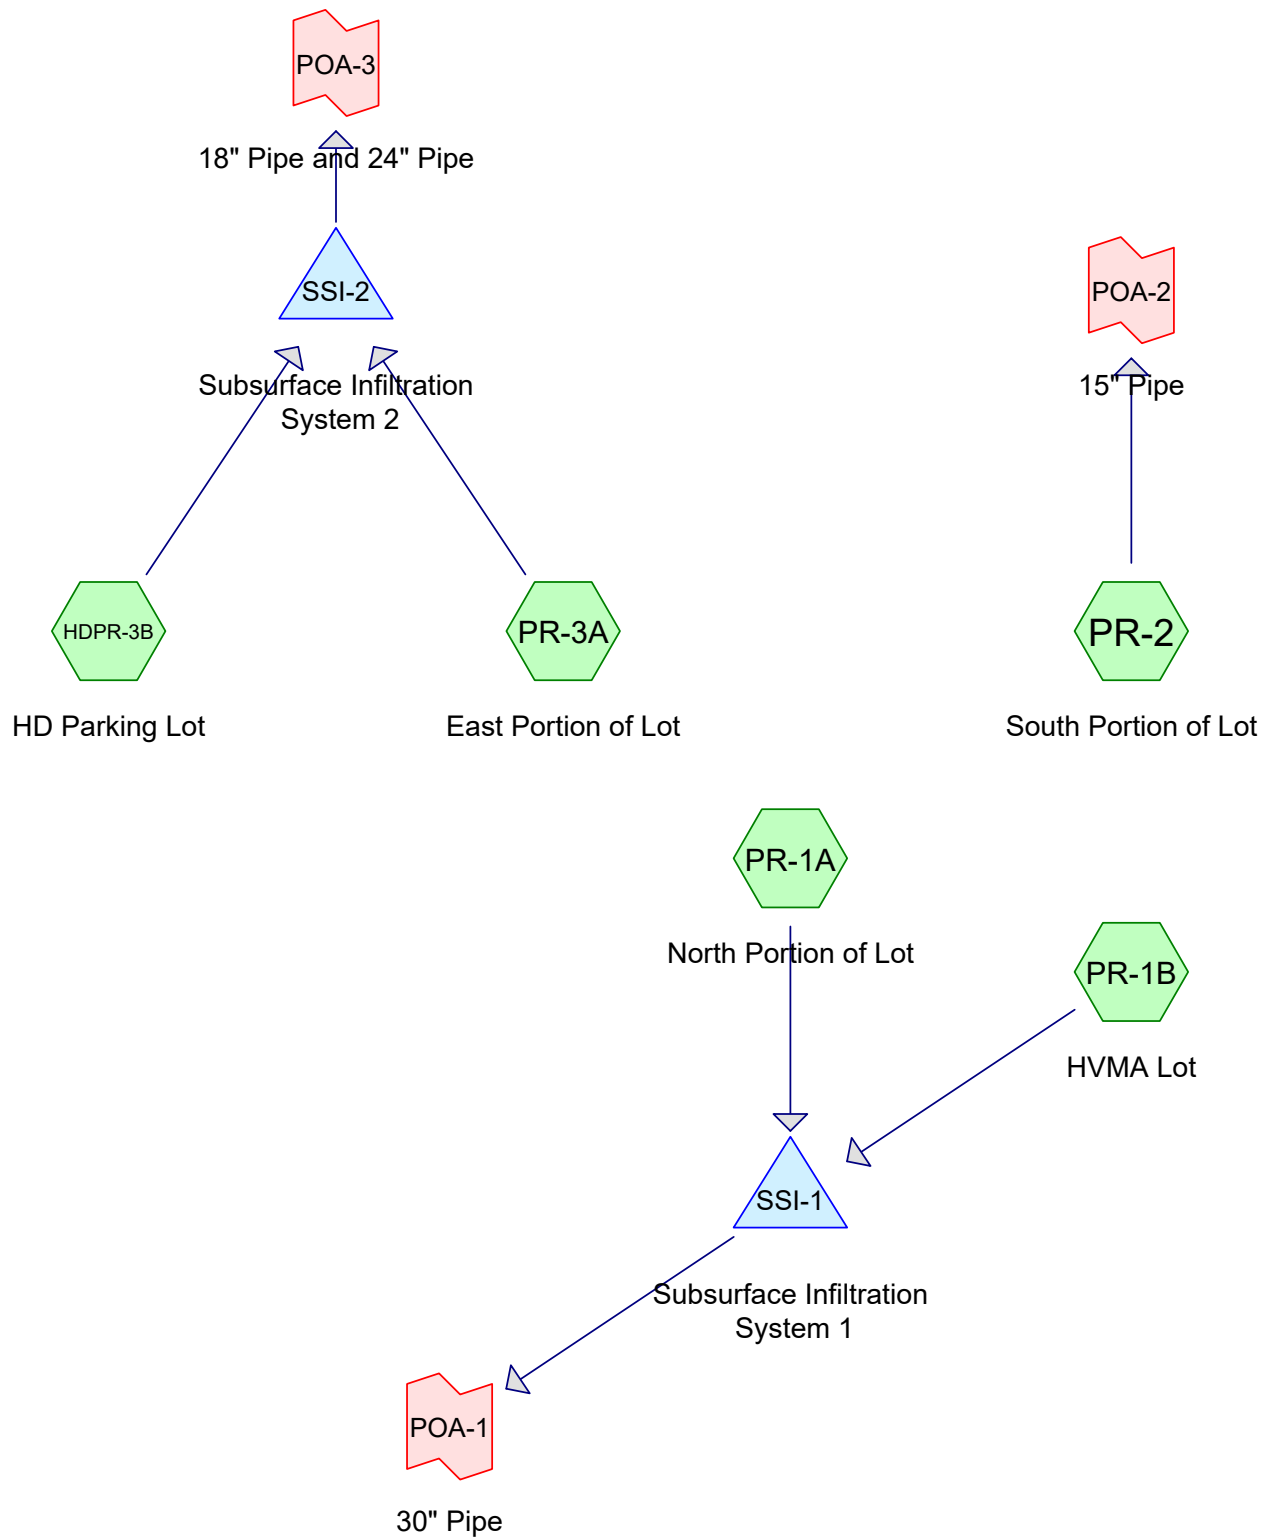 POA-3
18" Pipe and 24" Pipe
SSI-2
Subsurface Infiltration
System 2
POA-2
15" Pipe
HDPR-3B
HD Parking Lot
PR-3A
East Portion of Lot
PR-2
South Portion of Lot
PR-1A
North Portion of Lot
PR-1B
HVMA Lot
SSI-1
Subsurface Infiltration
System 1
POA-1
30" Pipe